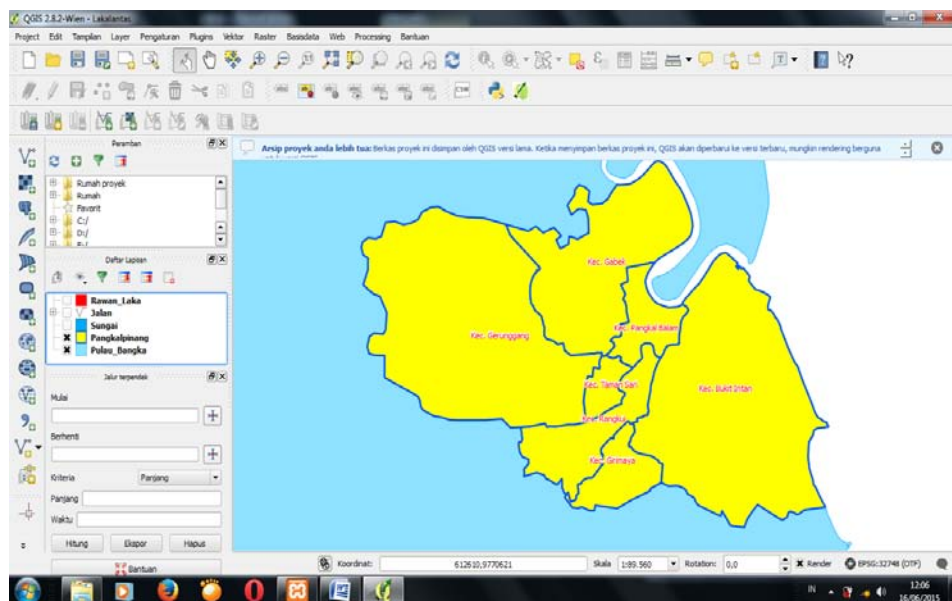 QGIS 2.8.2-Wien - Lakalantas
Project Edit Tampilan Layer Pengaturan Plugins Vektor Raster Basisdata Web Processing Bantuan
Peramban
Arsip proyek anda lebih tua: Berkas proyek ini disimpan oleh QGIS versi lama. Ketika menyimpan berkas proyek ini, QGIS akan diperbarui ke versi terbaru, mungkin rendering berguna
Rumah proyek
Rumah
Favorit
C:/
D:/
Daftar Lapisan
Rawan_Laka
Jalan
Sungai
Pangkalpinang
Pulau_Bangka
Jalur terpendek
Mulai
Berhenti
Kriteria Panjang
Panjang
Waktu
Hitung Ekspor Hapus
Bantuan
Kec. Gabek
Kec. Pangkal Balam
Kec. Gerunggang
Kec. Taman Sari
Kec. Bukit Intan
Kec. Rangkui
Kec. Girimaya
Koordinat: 612610,9770621 Skala 1:89.560 Rotation: 0,0 Render EPSG:32748 (OTF)
IN 12:06
16/06/2015